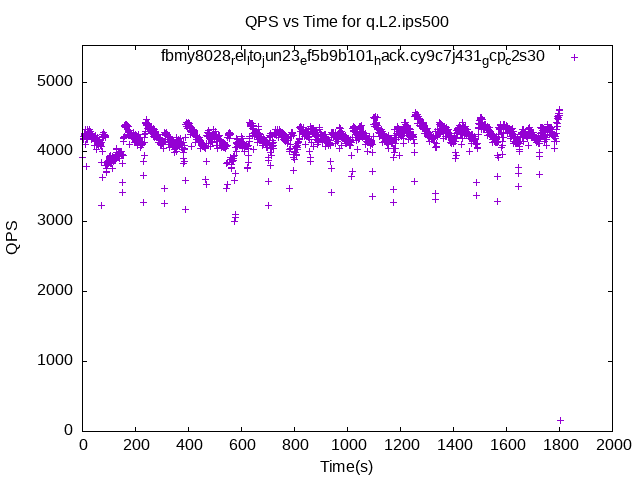 QPS vs Time for q.L2.ips500
fbmy8028relltojun23ef5b9b101hack.cy9c7j431gcpc2s30
5000
4000
3000
2000
1000
0
QPS
0 200 400 600 800 1000 1200 1400 1600 1800 2000
Time(s)